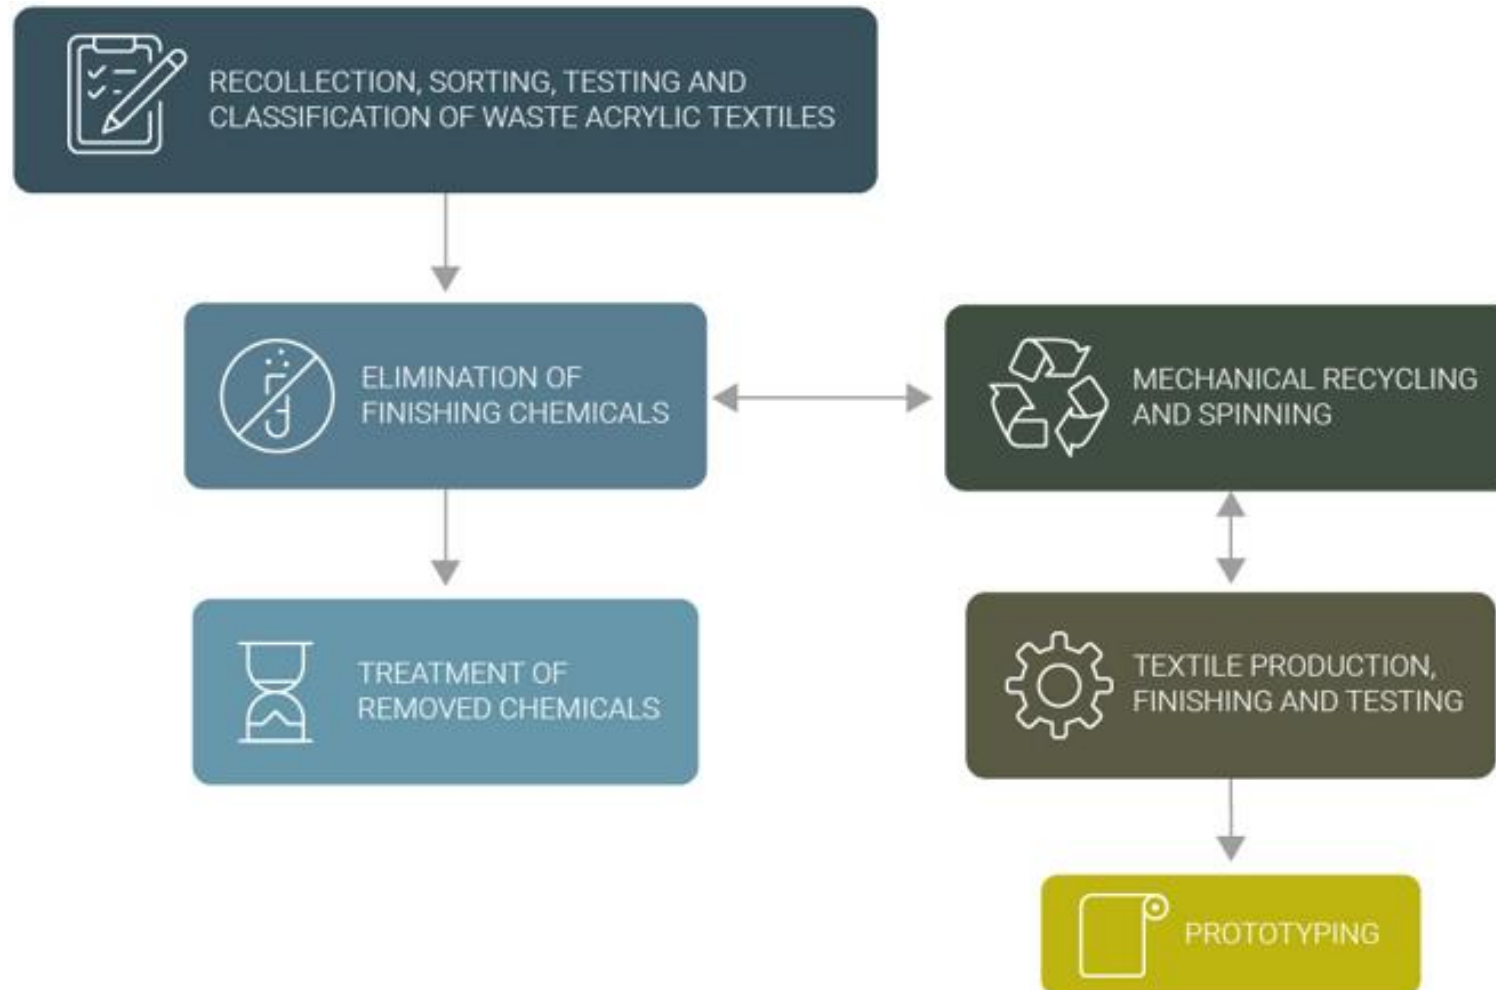 RECOLLECTION, SORTING, TESTING AND
CLASSIFICATION OF WASTE ACRYLIC TEXTILES
ELIMINATION OF
FINISHING CHEMICALS
MECHANICAL RECYCLING
AND SPINNING
TREATMENT OF
REMOVED CHEMICALS
TEXTILE PRODUCTION,
FINISHING AND TESTING
PROTOTYPING